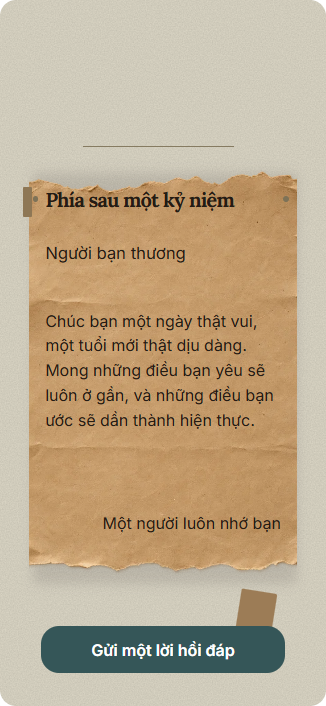 Phía sau một kỷ niệm
Người bạn thương
Chúc bạn một ngày thật vui,
một tuổi mới thật dịu dàng.
Mong những điều bạn yêu sẽ
luôn ở gần, và những điều bạn
ước sẽ dần thành hiện thực.
Một người luôn nhớ bạn
Gửi một lời hồi đáp